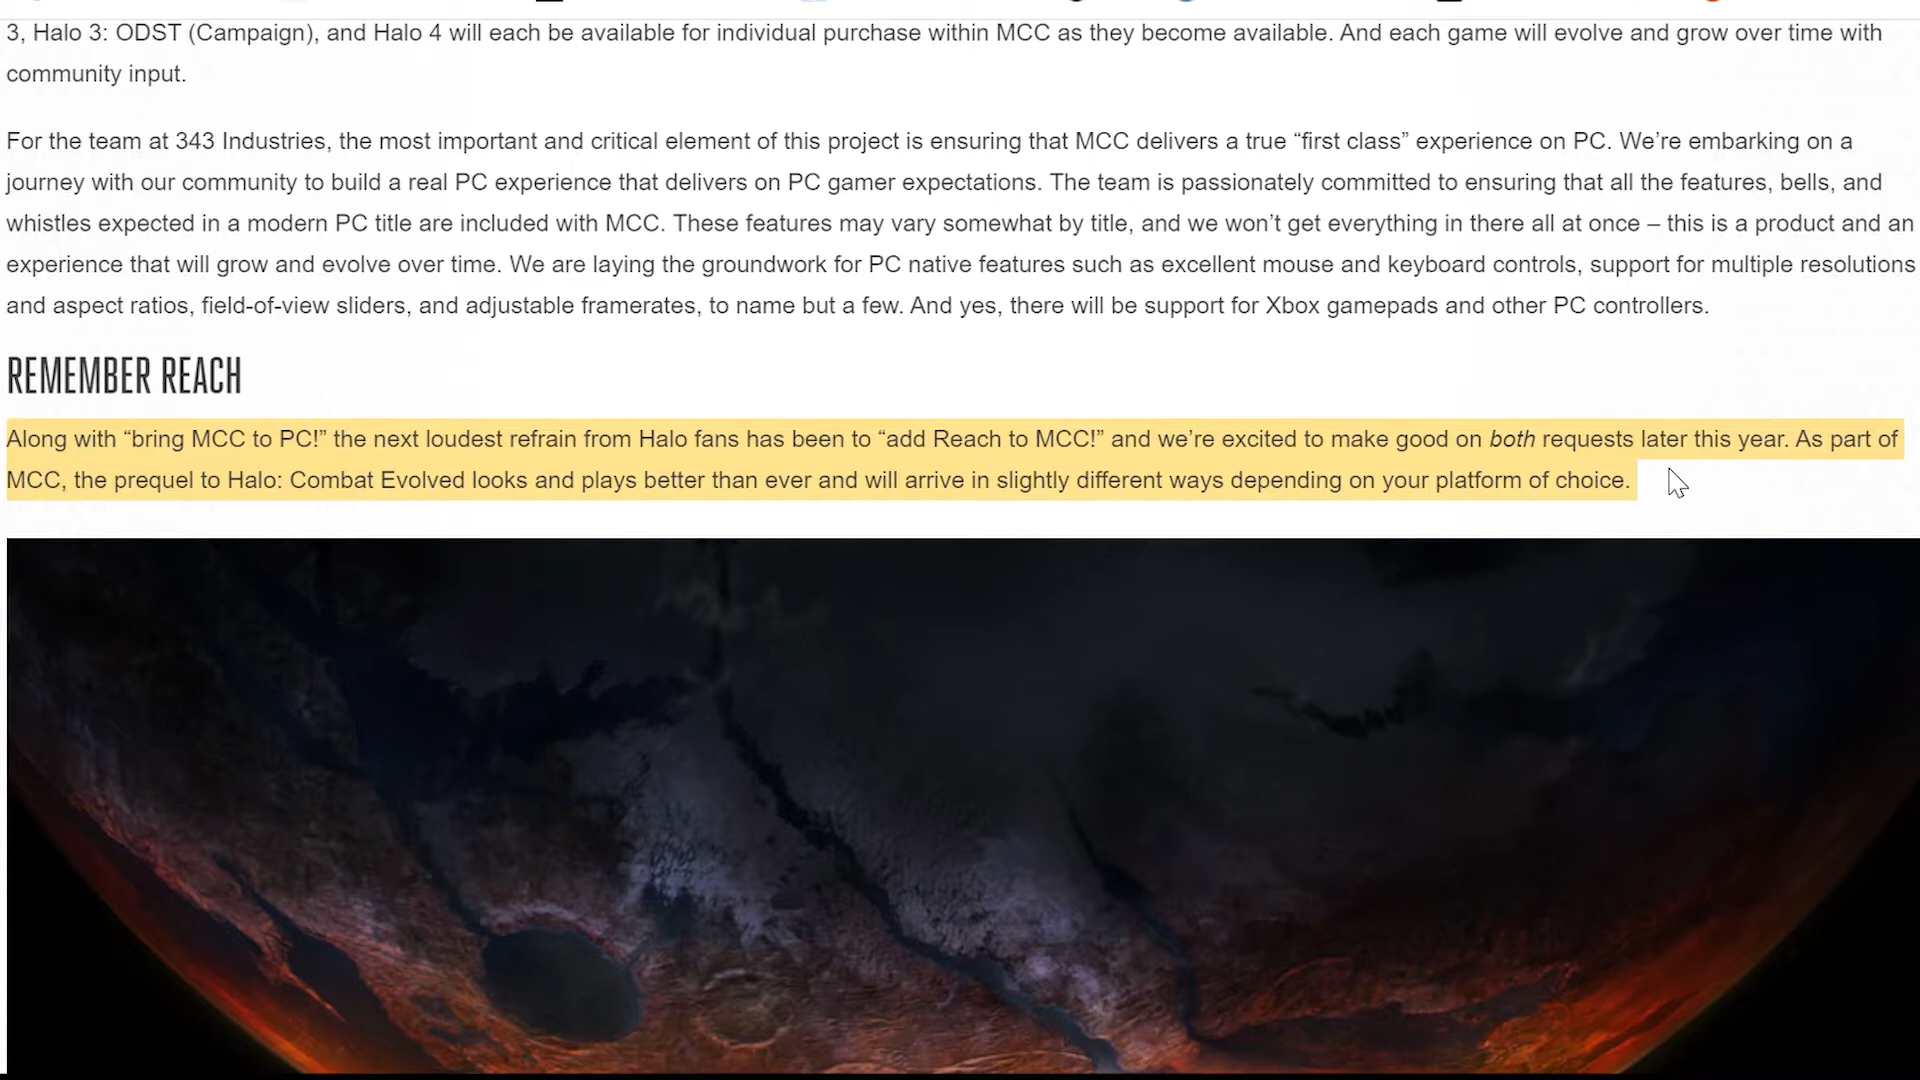 3, Halo 3: ODST (Campaign), and Halo 4 will each be available for individual purchase within MCC as they become available. And each game will evolve and grow over time with
community input.
For the team at 343 Industries, the most important and critical element of this project is ensuring that MCC delivers a true “first class” experience on PC. We’re embarking on a
journey with our community to build a real PC experience that delivers on PC gamer expectations. The team is passionately committed to ensuring that all the features, bells, and
whistles expected in a modern PC title are included with MCC. These features may vary somewhat by title, and we won’t get everything in there all at once – this is a product and an
experience that will grow and evolve over time. We are laying the groundwork for PC native features such as excellent mouse and keyboard controls, support for multiple resolutions
and aspect ratios, field-of-view sliders, and adjustable framerates, to name but a few. And yes, there will be support for Xbox gamepads and other PC controllers.
REMEMBER REACH
Along with “bring MCC to PC!” the next loudest refrain from Halo fans has been to “add Reach to MCC!” and we’re excited to make good on both requests later this year. As part of
MCC, the prequel to Halo: Combat Evolved looks and plays better than ever and will arrive in slightly different ways depending on your platform of choice.